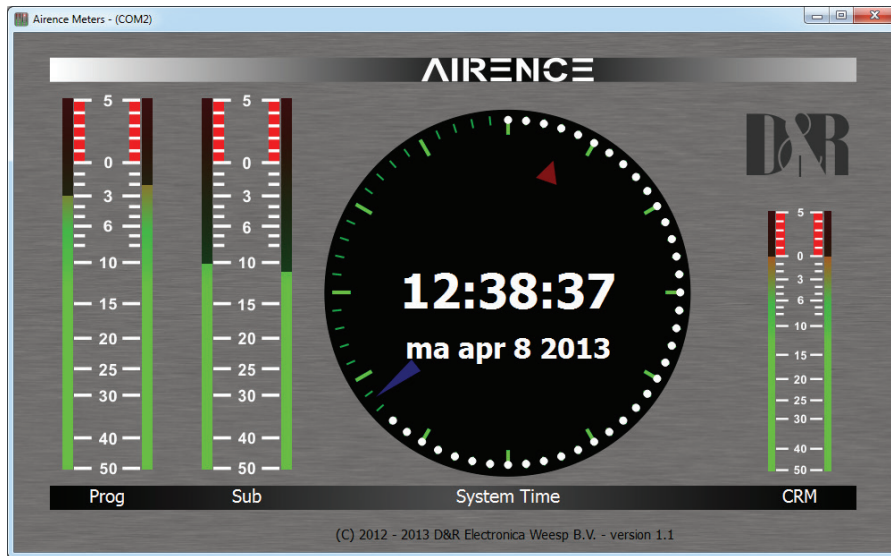 Airence Meters - (COM2)
AIRENCE
D&R
5 5 5
0 0 0
3 3 3
6 6 6
10 10 10
15 15 15
20 20 20
25 25 25
30 30 30
40 40 40
50 50 50
12:38:37
ma apr 8 2013
Prog Sub System Time CRM
(C) 2012 - 2013 D&R Electronica Weesp B.V. - version 1.1